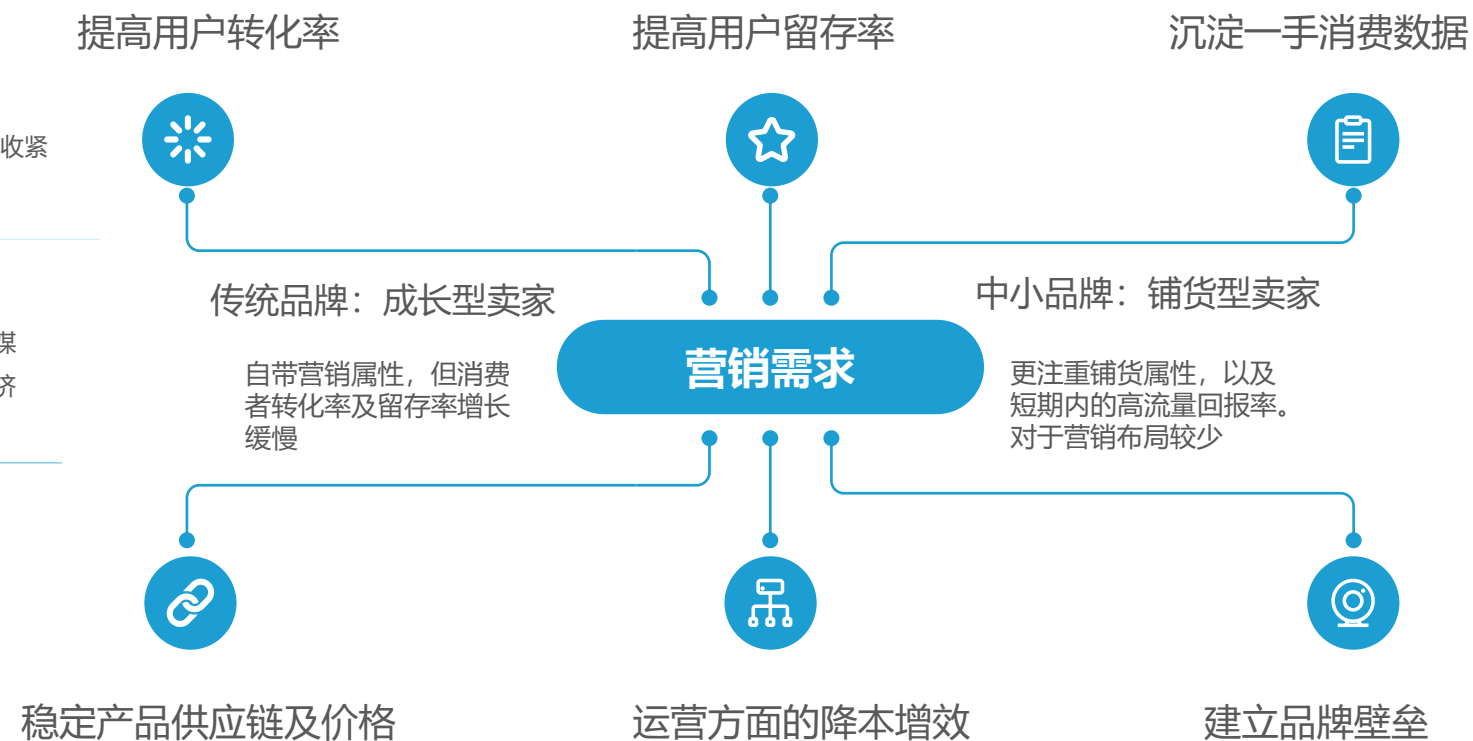 提高用户转化率
提高用户留存率
沉淀一手消费数据
收紧
传统品牌：成长型卖家
中小品牌：铺货型卖家
媒
济
营销需求
自带营销属性，但消费
者转化率及留存率增长
缓慢
更注重铺货属性，以及
短期内的高流量回报率。
对于营销布局较少
稳定产品供应链及价格
运营方面的降本增效
建立品牌壁垒